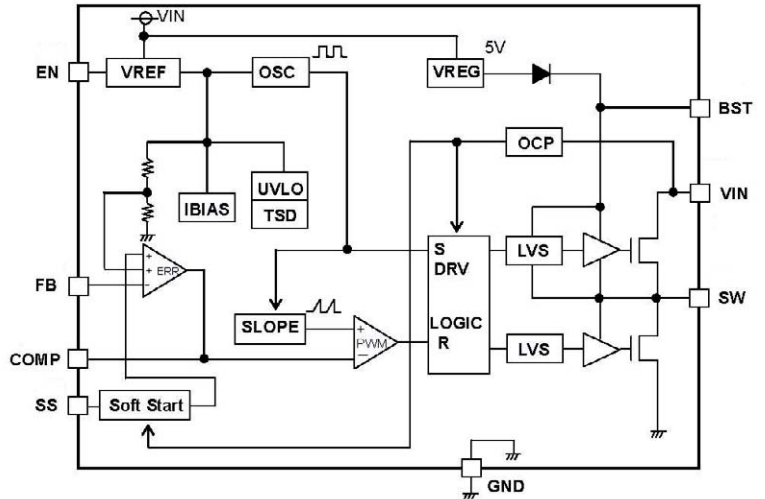 VIN
EN
VREF
OSC
VREG
5V
BST
OCP
VIN
IBIAS
UVLO
TSD
+
+
−
ERR
FB
S
DRV
LOGIC
R
LVS
SW
SLOPE
+
−
PWM
LVS
COMP
SS
Soft Start
GND